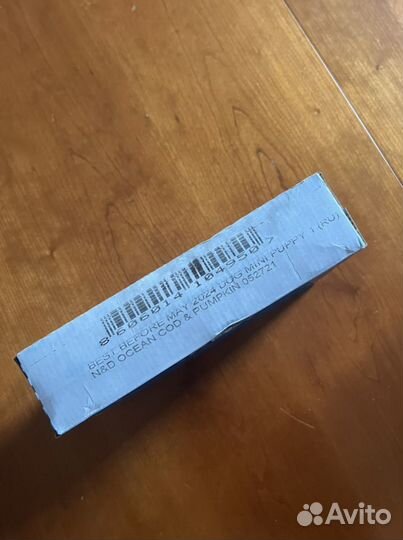 8 606014 104950 >
BEST BEFORE MAY 2024 DOG MINI PUPPY 1 (RU)
N&D OCEAN COD & PUMPKIN 052721
Avito